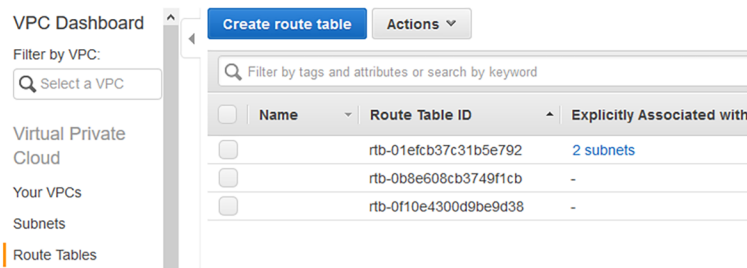 VPC Dashboard
Filter by VPC:
Select a VPC
Virtual Private
Cloud
Your VPCs
Subnets
Route Tables
Create route table Actions
Filter by tags and attributes or search by keyword
Name Route Table ID Explicitly Associated with
rtb-01efcb37c31b5e792 2 subnets
rtb-0b8e608cb3749f1cb -
rtb-0f10e4300d9be9d38 -